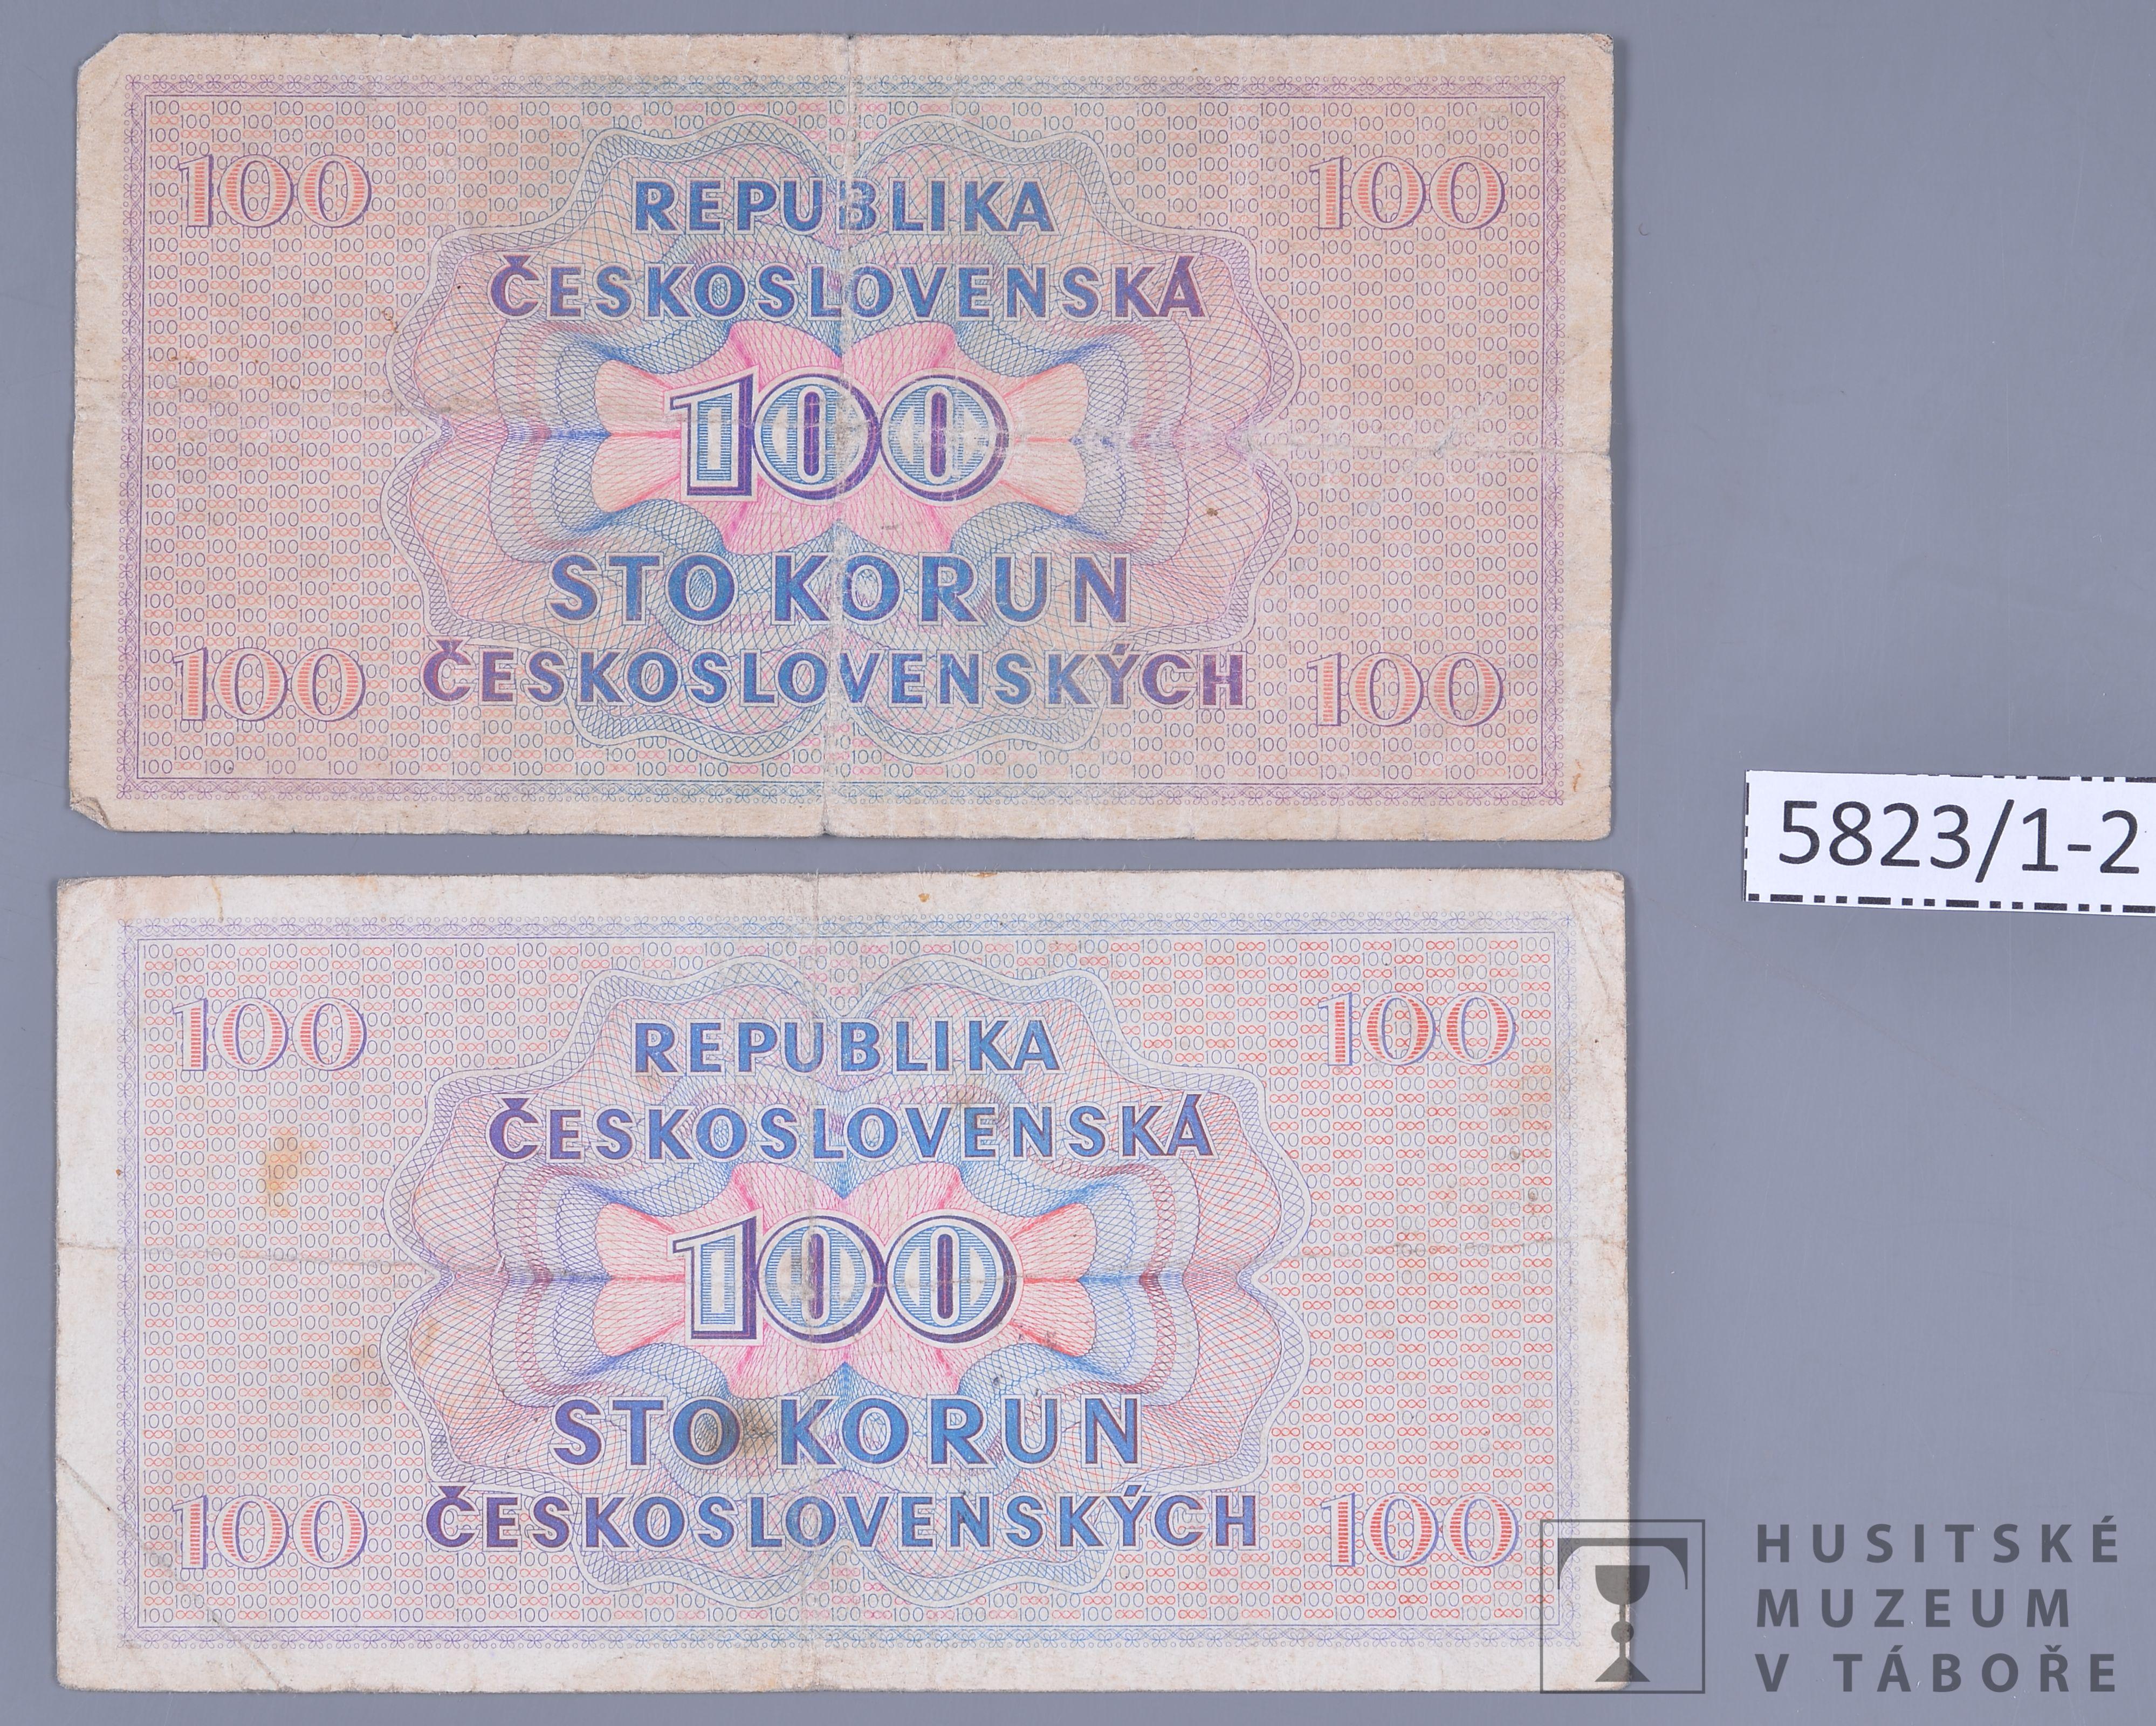 100 100
REPUBLIKA
ČESKOSLOVENSKÁ
100
STO KORUN
ČESKOSLOVENSKÝCH
100 100
5823/1-2
100 100
REPUBLIKA
ČESKOSLOVENSKÁ
100
STO KORUN
ČESKOSLOVENSKÝCH
100 100
HUSITSKÉ
MUZEUM
V TÁBOŘE